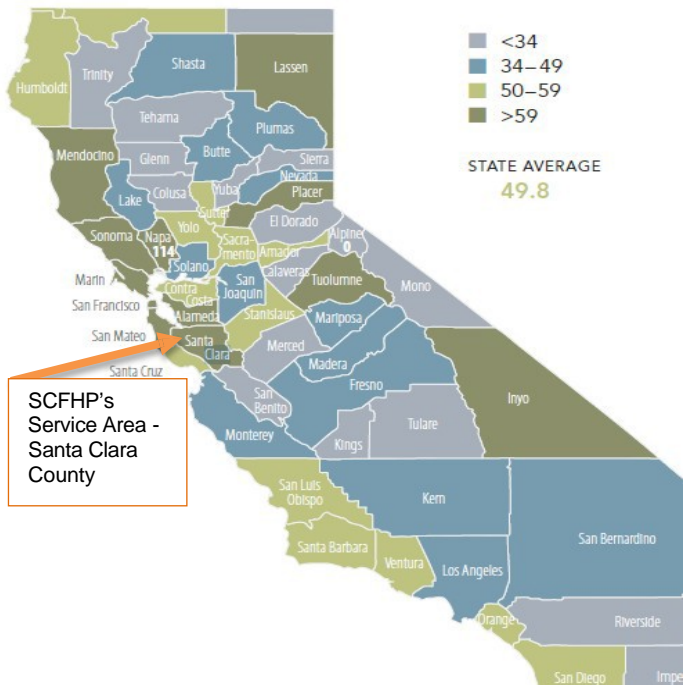 <34
34–49
50–59
>59
STATE AVERAGE
49.8
Humboldt
Trinity
Shasta
Lassen
Tehama
Plumas
Mendocino
Glenn
Butte
Sierra
Nevada
Lake
Colusa
Yuba
Placer
Sutter
Yolo
El Dorado
Sonoma
Napa
114
Sacra-
mento
Alpine
0
Amador
Solano
Calaveras
Mono
Marin
Contra
Costa
San
Joaquin
Tuolumne
San Francisco
Alameda
Stanislaus
Mariposa
San Mateo
Santa
Clara
Merced
Madera
Santa Cruz
Fresno
Inyo
San
Benito
Tulare
Monterey
Kings
SCFHP's
Service Area -
Santa Clara
County
San Luis
Obispo
Kern
San Bernardino
Santa Barbara
Ventura
Los Angeles
Orange
Riverside
San Diego
Impe